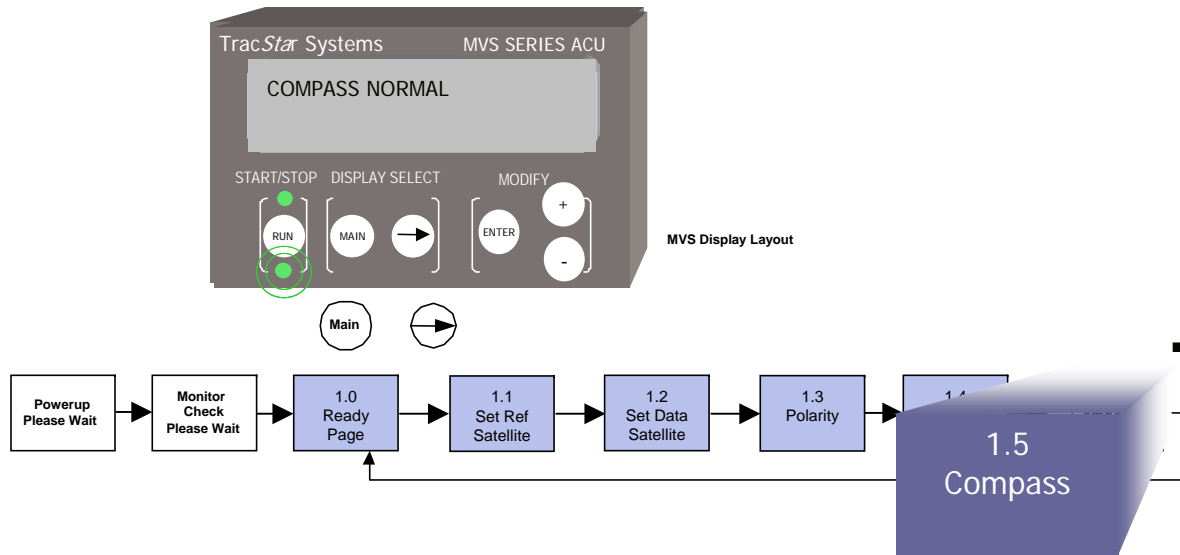 TracStar Systems MVS SERIES ACU
COMPASS NORMAL
START/STOP DISPLAY SELECT MODIFY
RUN MAIN ENTER + -
MVS Display Layout
Main
Powerup
Please Wait
Monitor
Check
Please Wait
1.0
Ready
Page
1.1
Set Ref
Satellite
1.2
Set Data
Satellite
1.3
Polarity
1.4
1.5
Compass